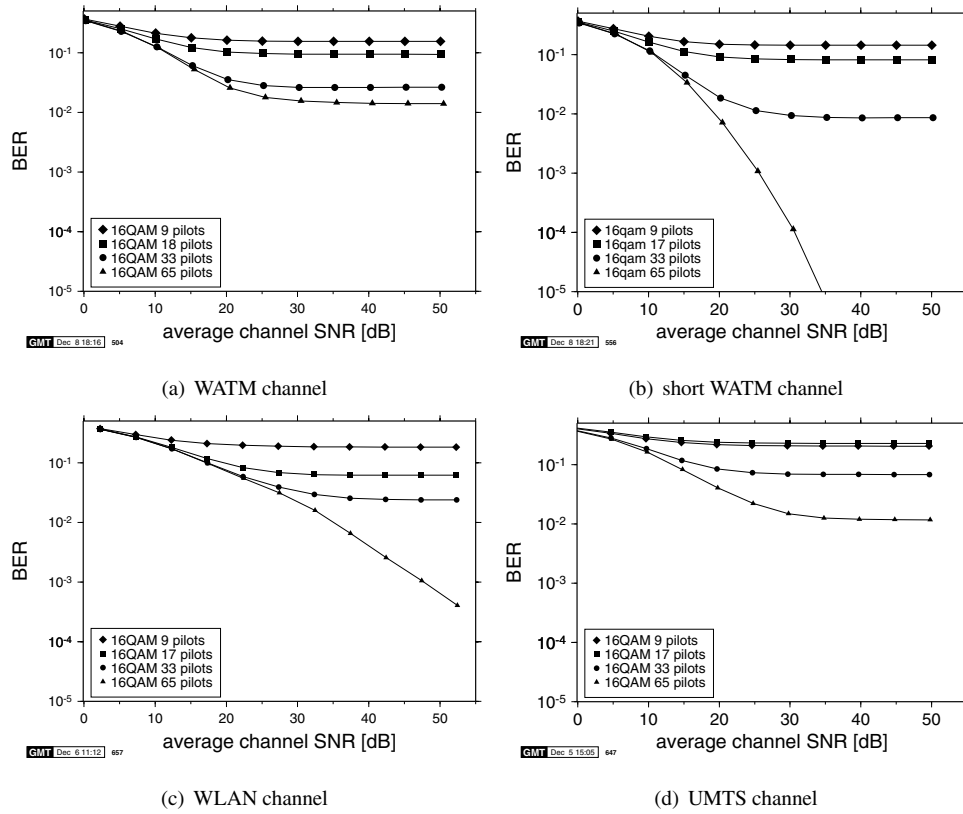 10-1
10-2
10-3
10-4
10-5
BER
16QAM 9 pilots
16QAM 18 pilots
16QAM 33 pilots
16QAM 65 pilots
0 10 20 30 40 50
average channel SNR [dB]
GMT Dec 8 18:16 504
(a) WATM channel
10-1
10-2
10-3
10-4
10-5
BER
16qam 9 pilots
16qam 17 pilots
16qam 33 pilots
16qam 65 pilots
0 10 20 30 40 50
average channel SNR [dB]
GMT Dec 8 18:21 556
(b) short WATM channel
10-1
10-2
10-3
10-4
10-5
BER
16QAM 9 pilots
16QAM 17 pilots
16QAM 33 pilots
16QAM 65 pilots
0 10 20 30 40 50
average channel SNR [dB]
GMT Dec 6 11:12 657
(c) WLAN channel
10-1
10-2
10-3
10-4
10-5
BER
16QAM 9 pilots
16QAM 17 pilots
16QAM 33 pilots
16QAM 65 pilots
0 10 20 30 40 50
average channel SNR [dB]
GMT Dec 5 15:05 647
(d) UMTS channel